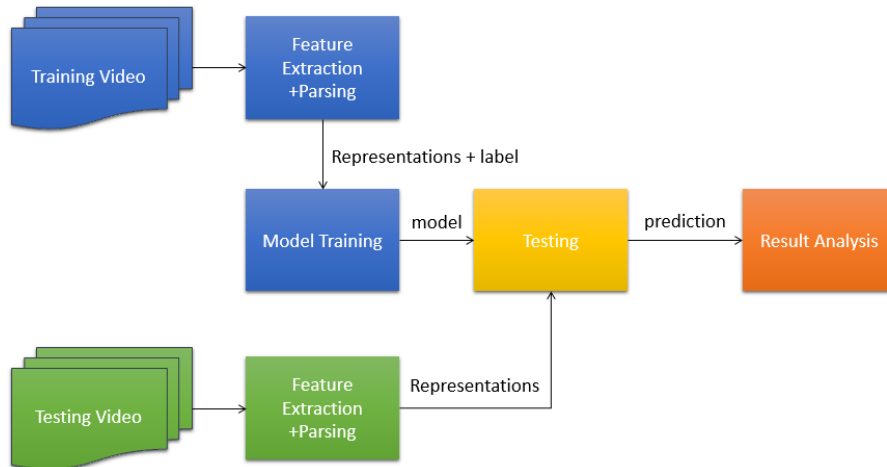 Training Video
Feature
Extraction
+Parsing
Representations + label
Model Training
model
Testing
prediction
Result Analysis
Testing Video
Feature
Extraction
+Parsing
Representations